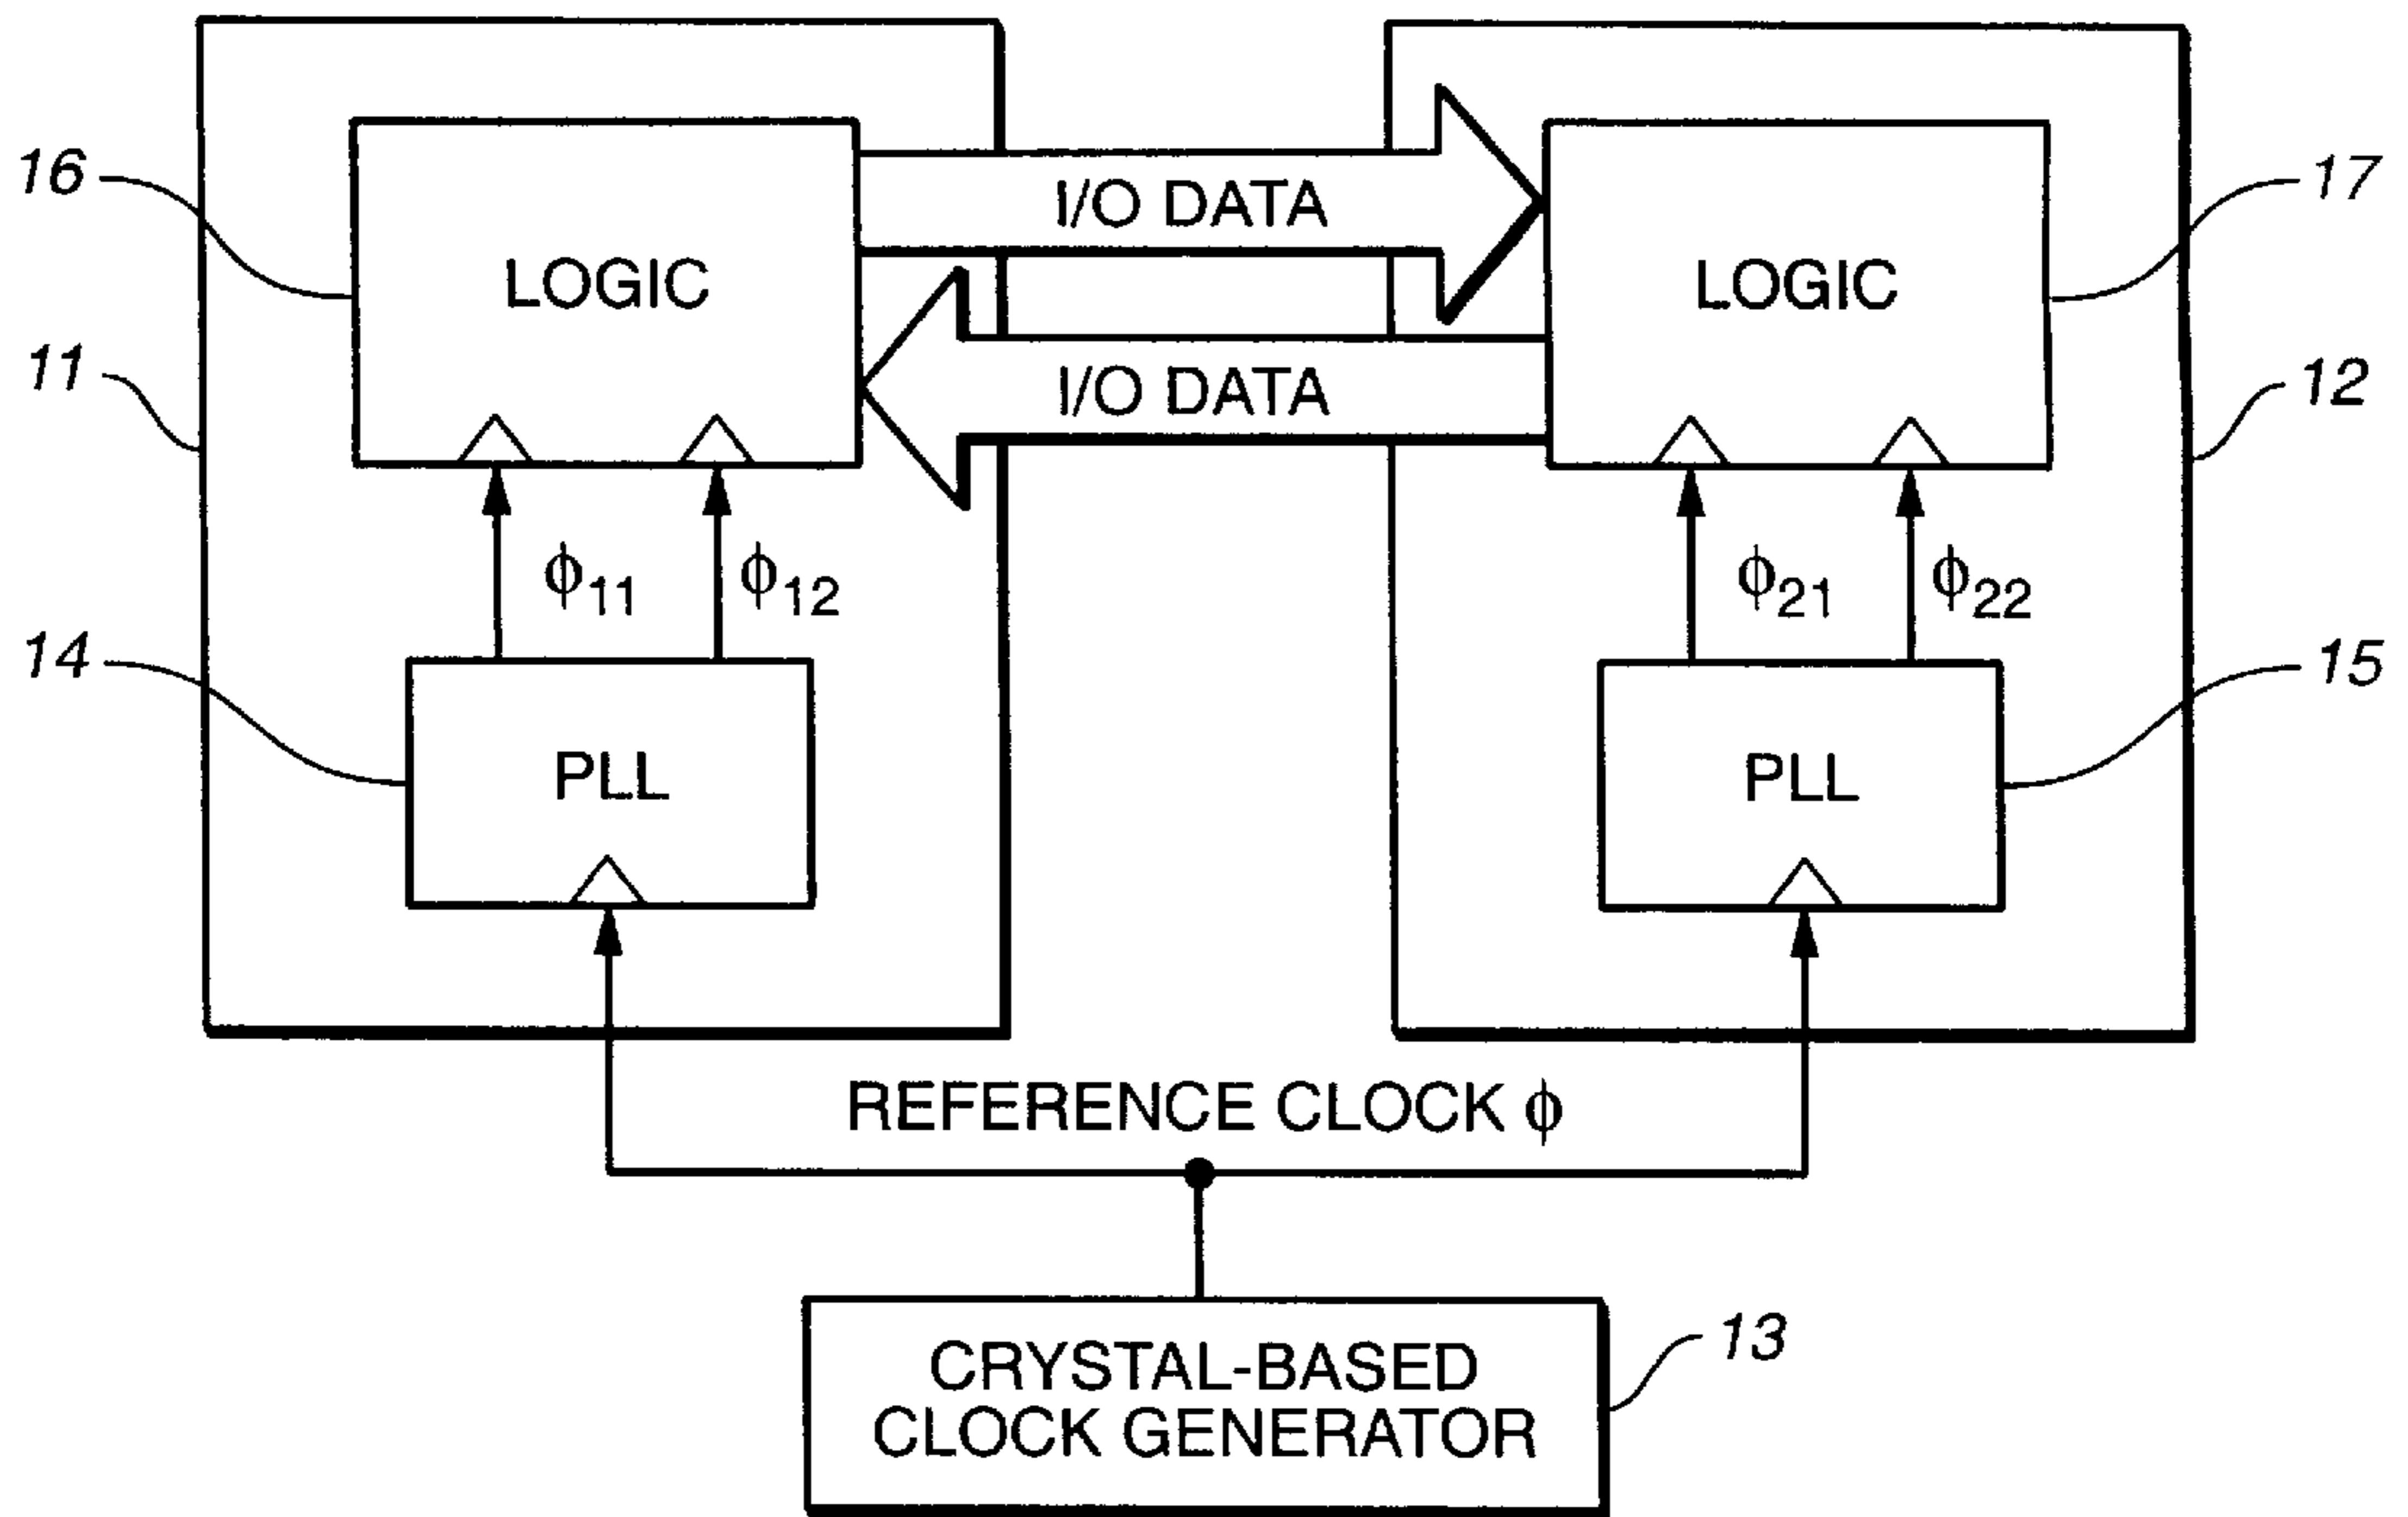 16
LOGIC
I/O DATA
LOGIC
17
11
I/O DATA
12
ϕ11
ϕ12
ϕ21
ϕ22
14
PLL
PLL
15
REFERENCE CLOCK ϕ
CRYSTAL-BASED
CLOCK GENERATOR
13